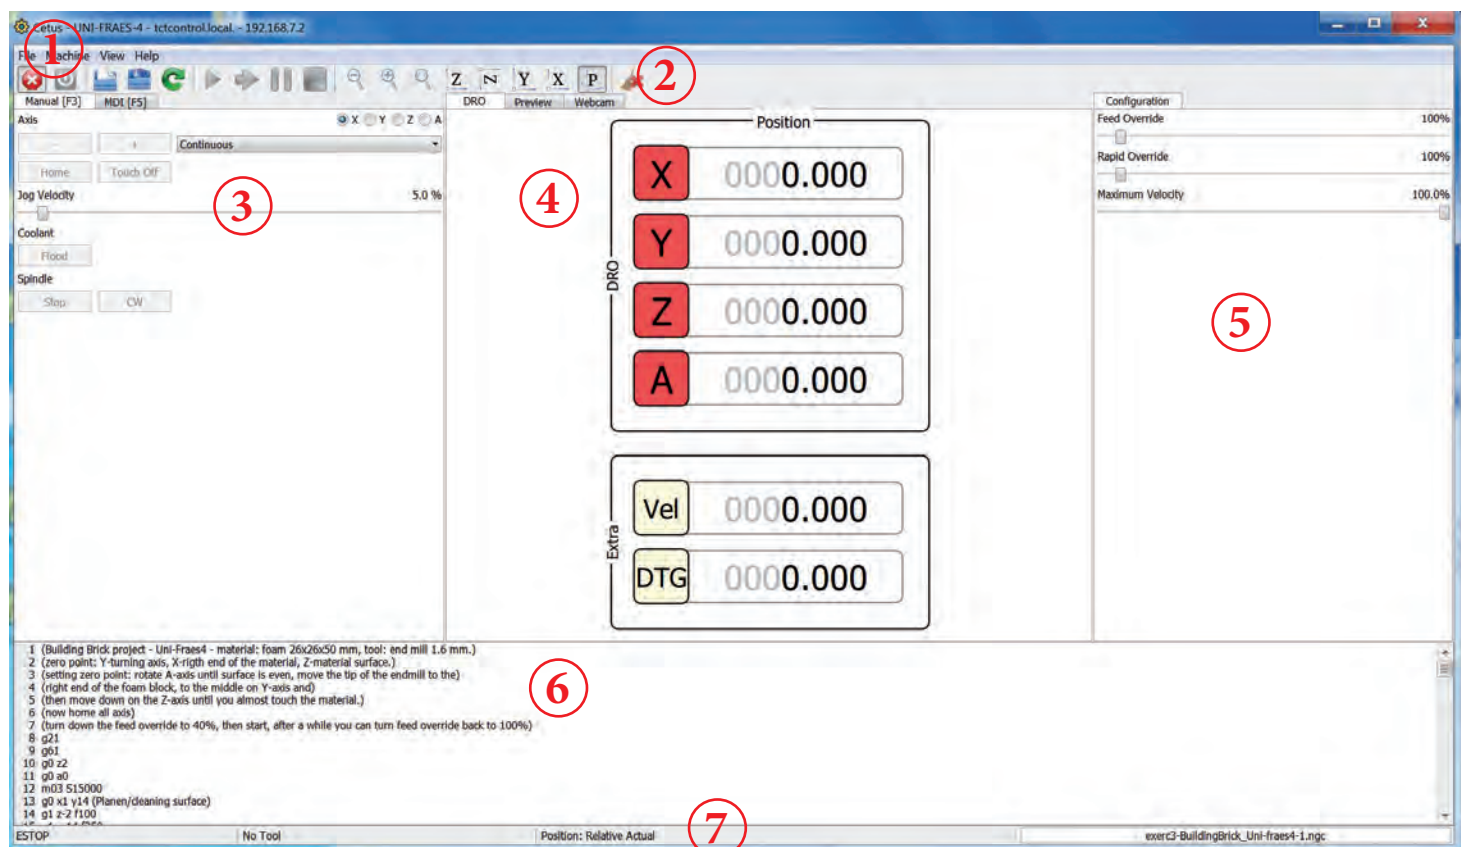 Cetus - UNI-FRAES-4 - tctcontrol.local. - 192.168.7.2
File Machine View Help
1
2
Z N Y X P
Manual [F3] MDI [F5]
DRO Preview Webcam
Configuration
Axis X Y Z A
- + Continuous
Home Touch Off
Jog Velocity 5.0 %
3
Coolant
Flood
Spindle
Stop CW
4
Position
DRO
X 0000.000
Y 0000.000
Z 0000.000
A 0000.000
Extra
Vel 0000.000
DTG 0000.000
Feed Override 100%
Rapid Override 100%
Maximum Velocity 100.0%
5
1 (Building Brick project - Uni-Fraes4 - material: foam 26x26x50 mm, tool: end mill 1.6 mm.)
2 (zero point: Y-turning axis, X-rigth end of the material, Z-material surface.)
3 (setting zero point: rotate A-axis until surface is even, move the tip of the endmill to the)
4 (right end of the foam block, to the middle on Y-axis and)
5 (then move down on the Z-axis until you almost touch the material.)
6 (now home all axis)
7 (turn down the feed override to 40%, then start, after a while you can turn feed override back to 100%)
8 g21
9 g61
10 g0 z2
11 g0 a0
12 m03 S15000
13 g0 x1 y14 (Planen/cleaning surface)
14 g1 z-2 f100
6
ESTOP No Tool Position: Relative Actual exerc3-BuildingBrick_Uni-fraes4-1.ngc
7